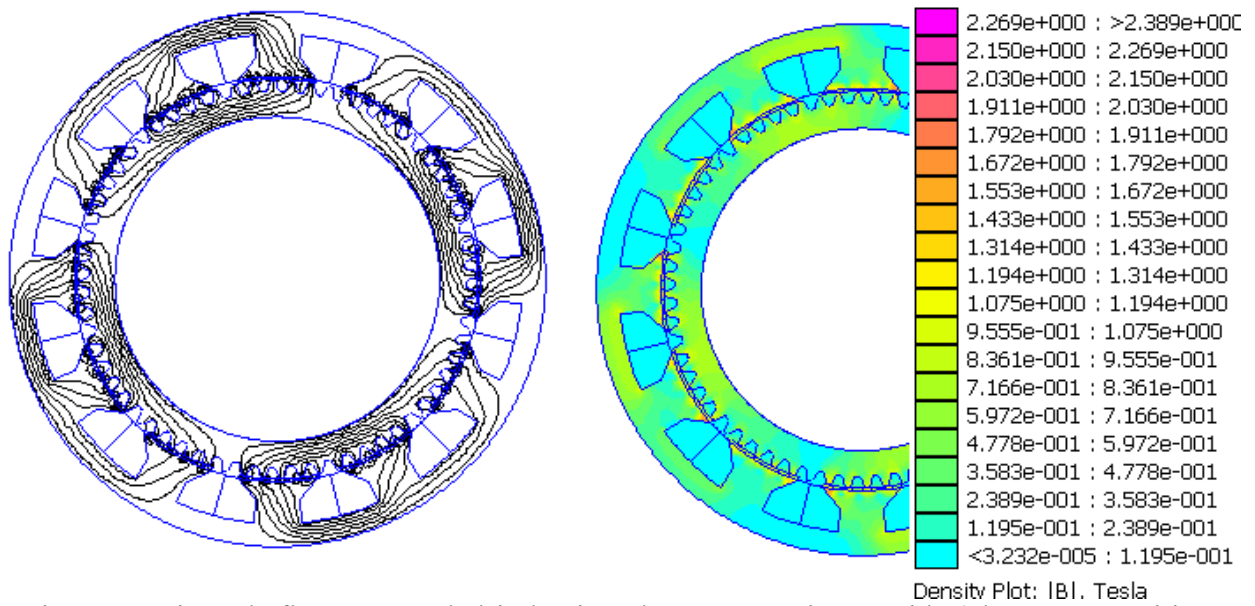 2.269e+000 : >2.389e+000
2.150e+000 : 2.269e+000
2.030e+000 : 2.150e+000
1.911e+000 : 2.030e+000
1.792e+000 : 1.911e+000
1.672e+000 : 1.792e+000
1.553e+000 : 1.672e+000
1.433e+000 : 1.553e+000
1.314e+000 : 1.433e+000
1.194e+000 : 1.314e+000
1.075e+000 : 1.194e+000
9.555e-001 : 1.075e+000
8.361e-001 : 9.555e-001
7.166e-001 : 8.361e-001
5.972e-001 : 7.166e-001
4.778e-001 : 5.972e-001
3.583e-001 : 4.778e-001
2.389e-001 : 3.583e-001
1.195e-001 : 2.389e-001
<3.232e-005 : 1.195e-001
Density Plot: |B|, Tesla